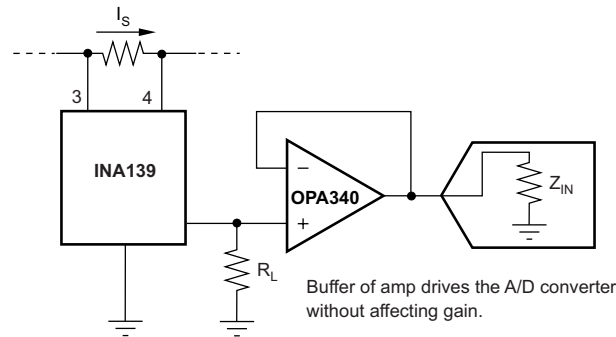 I_S
3 4
INA139
−
OPA340
+
R_L
Z_IN
Buffer of amp drives the A/D converter
without affecting gain.